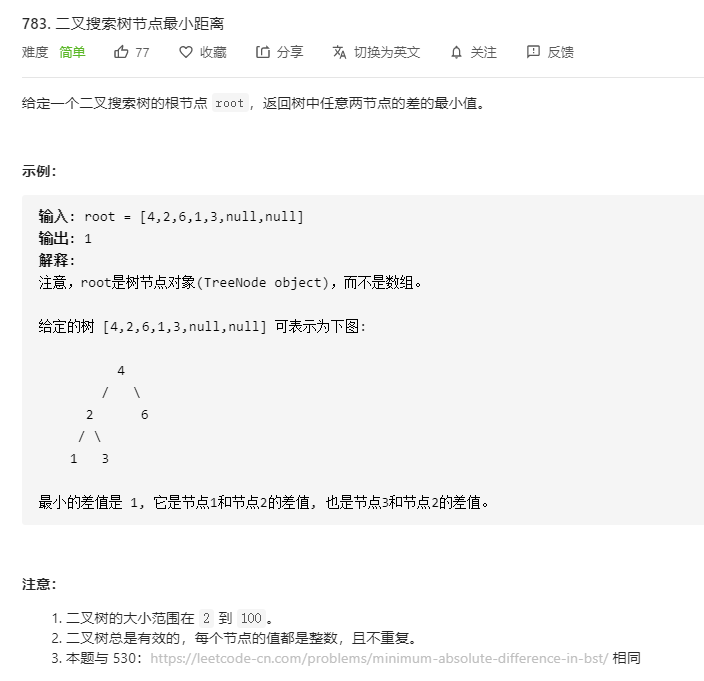 783. 二叉搜索树节点最小距离
难度 简单 77 收藏 分享 切换为英文 关注 反馈
给定一个二叉搜索树的根节点 root，返回树中任意两节点的差的最小值。
示例：
输入: root = [4,2,6,1,3,null,null]
输出: 1
解释:
注意，root是树节点对象(TreeNode object)，而不是数组。
给定的树 [4,2,6,1,3,null,null] 可表示为下图:
4
/ \
2 6
/ \
1 3
最小的差值是 1, 它是节点1和节点2的差值, 也是节点3和节点2的差值。
注意：
1. 二叉树的大小范围在 2 到 100 。
2. 二叉树总是有效的，每个节点的值都是整数，且不重复。
3. 本题与 530：https://leetcode-cn.com/problems/minimum-absolute-difference-in-bst/ 相同